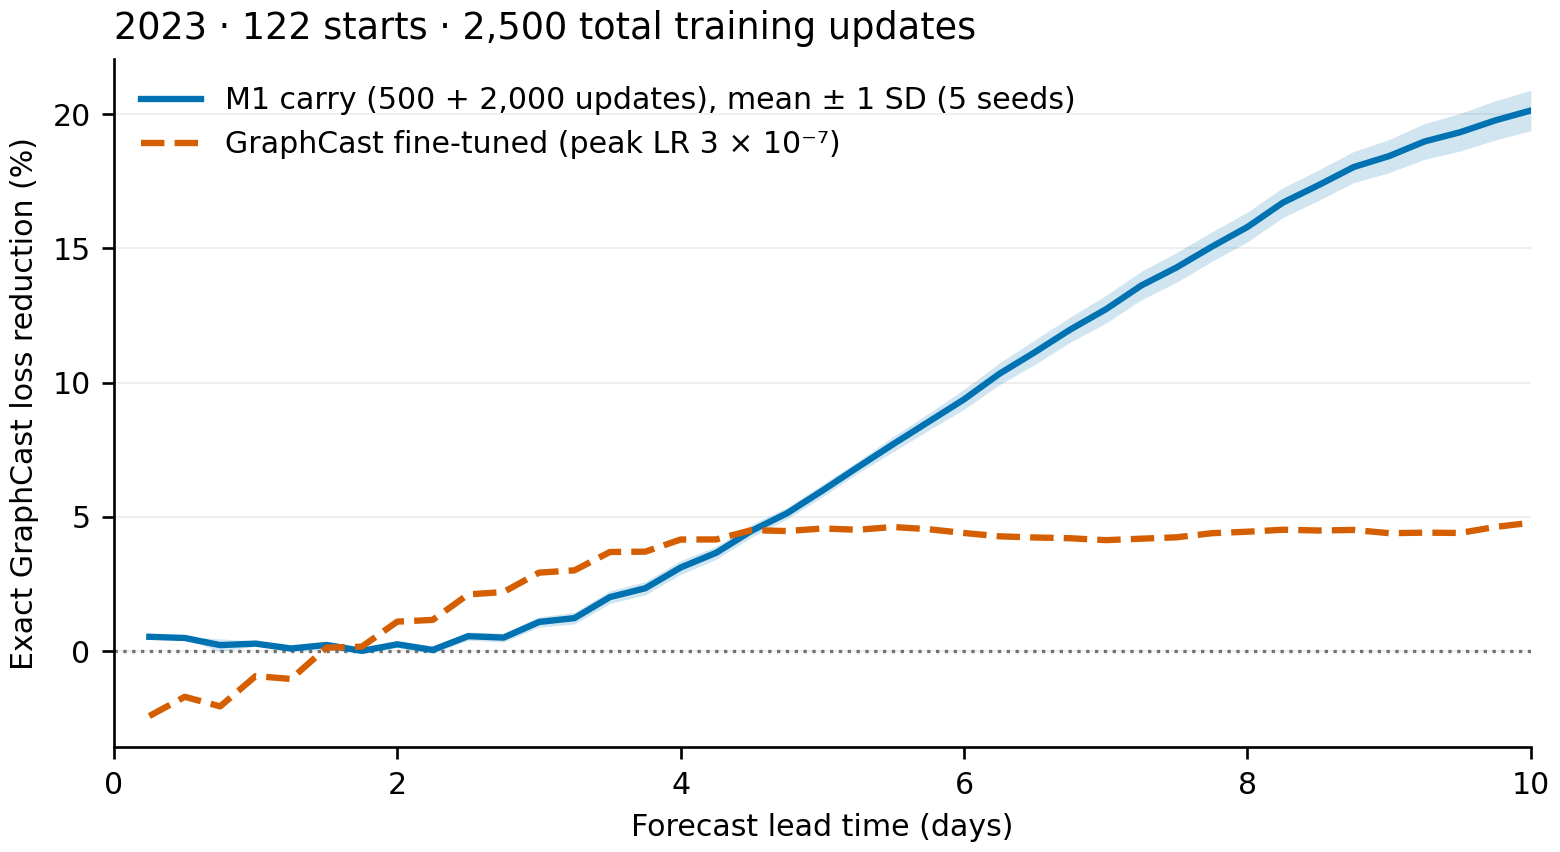 2023 · 122 starts · 2,500 total training updates
M1 carry (500 + 2,000 updates), mean ± 1 SD (5 seeds)
GraphCast fine-tuned (peak LR 3 × 10⁻⁷)
Exact GraphCast loss reduction (%)
20
15
10
5
0
0 2 4 6 8 10
Forecast lead time (days)